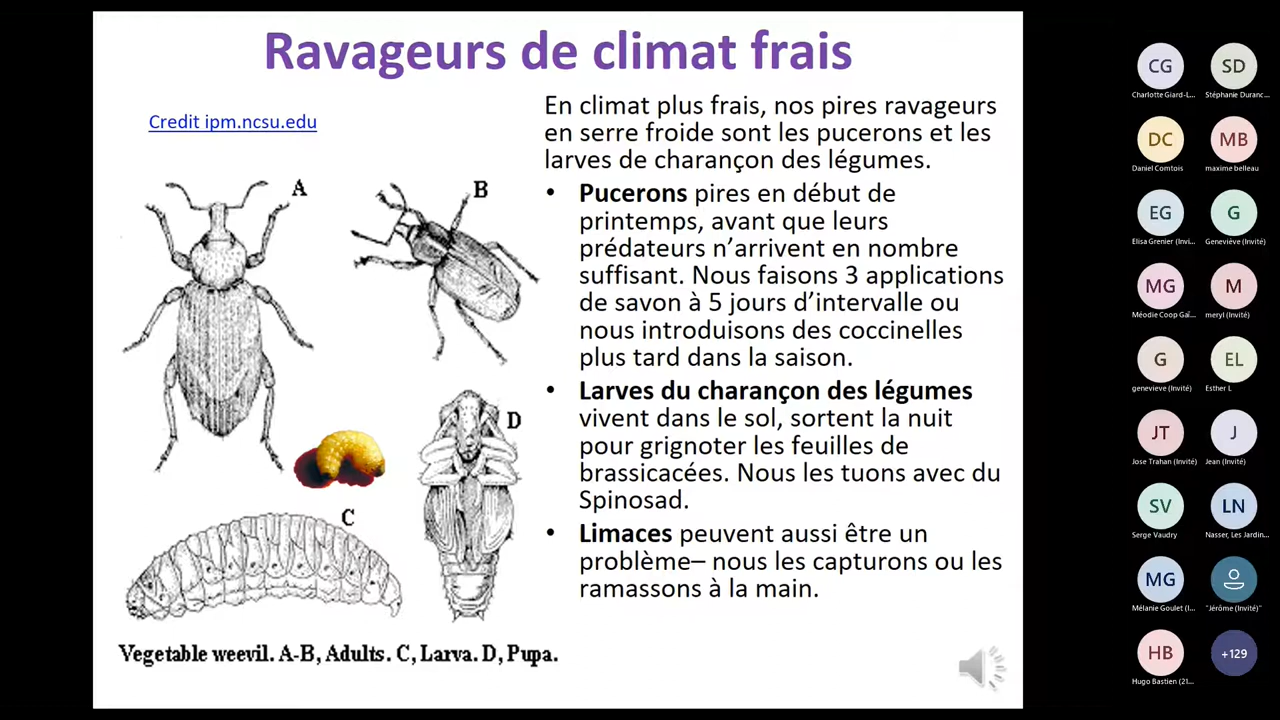 Ravageurs de climat frais
Credit ipm.ncsu.edu
A
B
C
D
Vegetable weevil. A-B, Adults. C, Larva. D, Pupa.
En climat plus frais, nos pires ravageurs
en serre froide sont les pucerons et les
larves de charançon des légumes.
• Pucerons pires en début de
printemps, avant que leurs
prédateurs n’arrivent en nombre
suffisant. Nous faisons 3 applications
de savon à 5 jours d’intervalle ou
nous introduisons des coccinelles
plus tard dans la saison.
• Larves du charançon des légumes
vivent dans le sol, sortent la nuit
pour grignoter les feuilles de
brassicacées. Nous les tuons avec du
Spinosad.
• Limaces peuvent aussi être un
problème– nous les capturons ou les
ramassons à la main.
CG
SD
Charlotte Giard-L...
Stéphanie Duranc...
DC
MB
Daniel Comtois
maxime belleau
EG
G
Elisa Grenier (Invi...
Geneviève (Invité)
MG
M
Méodie Coop Gaï...
meryl (Invité)
G
EL
genevieve (Invité)
Esther L
JT
J
Jose Trahan (Invité)
Jean (Invité)
SV
LN
Serge Vaudry
Nasser, Les Jardin...
MG
Mélanie Goulet (I...
"Jérôme (Invité)"
HB
+129
Hugo Bastien (21...